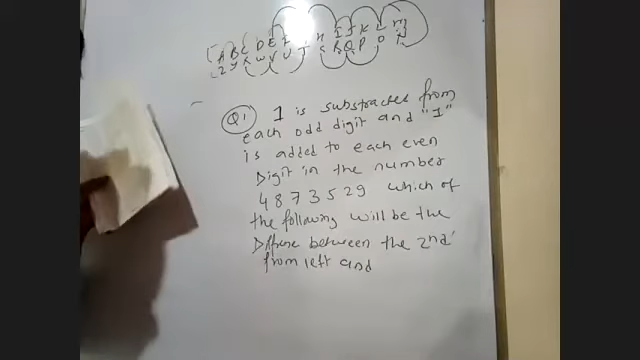 A B C D E F H I J K L M
Z Y X W V U T S R Q P O N
Q1 1 is substracted from
each odd digit and "1"
is added to each even
Digit in the number
4 8 7 3 5 2 9 which of
the following will be the
between the 2nd
from left and